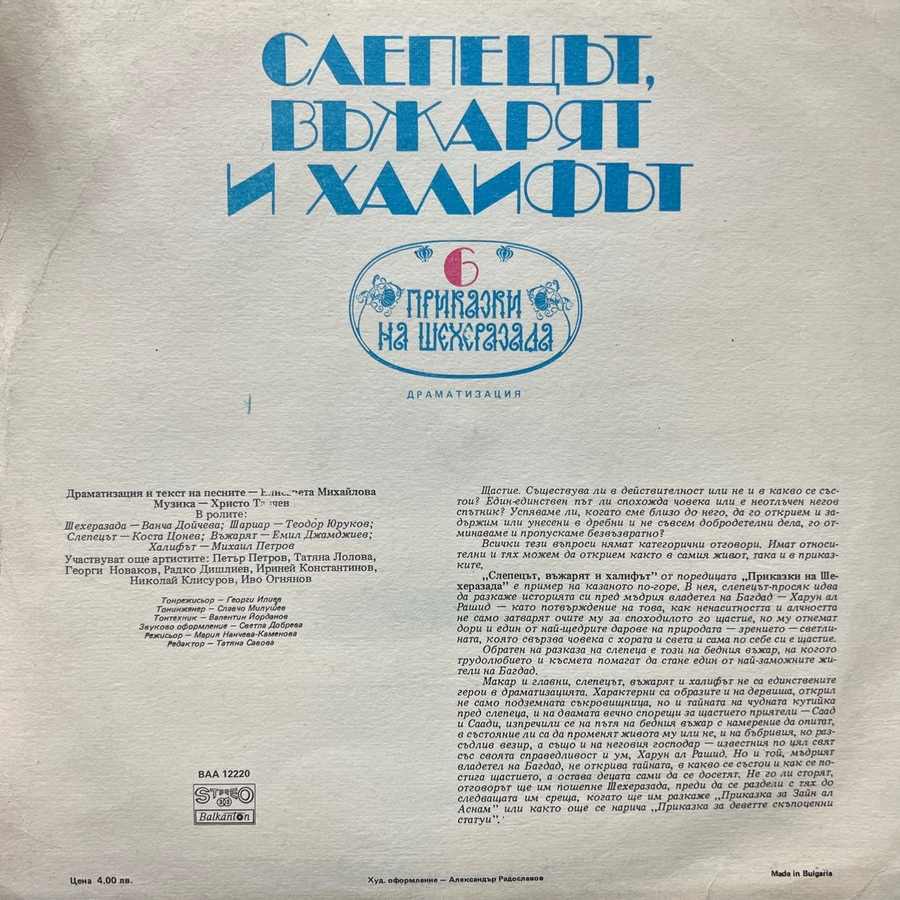 СЛЕПЕЦЪТ,
ВЪЖАРЯТ
И ХАЛИФЪТ
6
ПРИКАЗКИ
НА ШЕХЕРАЗАДА
ДРАМАТИЗАЦИЯ
Драматизация и текст на песните — Елисавета Михайлова
Музика — Христо
В ролите:
Шехеразада — Ванча Дойчева; Шариар — Теодор Юруков;
Слепецът — Коста Цонев; Въжарят — Емил Джамджиев;
Халифът — Михаил Петров
Участвуват още артистите: Петър Петров, Татяна Лолова,
Георги Новаков, Радко Дишлиев, Ириней Константинов,
Николай Клисуров, Иво Огнянов
Тонрежисьор — Георги Илиев
Тонинженер — Славчо Милушев
Тонтехник — Валентин Йорданов
Звуково оформление — Светла Добрева
Режисьор — Мария Нанчева-Каменова
Редактор — Татяна Савова
Щастие. Съществува ли в действителност или не и в какво се със-
тои? Един-единствен път ли спохожда човека или е неотлъчен негов
спътник? Успяваме ли, когато сме близо до него, да го открием и за-
държим или унесени в дребни и не съвсем добродетелни дела, го от-
минаваме и пропускаме безвъзвратно?
Всички тези въпроси нямат категорични отговори. Имат относи-
телни и тях можем да открием както в самия живот, така и в приказ-
ките.
„Слепецът, въжарят и халифът" от поредицата „Приказки на Ше-
херазада" е пример на казаното по-горе. В нея, слепецът-просяк идва
да разкаже историята си пред мъдрия владетел на Багдад — Харун ал
Рашид — като потвърждение на това, как ненаситността и алчността
не само затварят очите му за споходилото го щастие, но му отнемат
дори и един от най-щедрите дарове на природата — зрението — светли-
ната, която свързва човека с хората и света и сама по себе си е щастие.
Обратен на разказа на слепеца е този на бедния въжар, на когото
трудолюбието и късмета помагат да стане един от най-заможните жи-
тели на Багдад.
Макар и главни, слепецът, въжарят и халифът не са единствените
герои в драматизацията. Характерни са образите и на дервиша, открил
не само подземната съкровищница, но и тайната на чудната кутийка
пред слепеца, и на двамата вечно спорещи за щастието приятели — Саад
и Саади, изпречили се на пътя на бедния въжар с намерение да опитат,
в състояние ли са да променят живота му или не, и на бъбривия, но раз-
съдлив везир, а също и на неговия господар — известния по цял свят
със своята справедливост и ум, Харун ал Рашид. Но и той, мъдрият
владетел на Багдад, не открива тайната, в какво се състои и как се по-
стига щастието, а остава децата сами да се досетят. Не го ли сторят,
отговорът ще им пошепне Шехеразада, преди да се раздели с тях до
следващата им среща, когато ще им разкаже „Приказка за Зайн ал
Аснам" или както още се нарича „Приказка за деветте скъпоценни
статуи".
ВАА 12220
STEREO
33
Balkanton
Цена 4.00 лв.
Худ. оформление — Александър Радославов
Made in Bulgaria